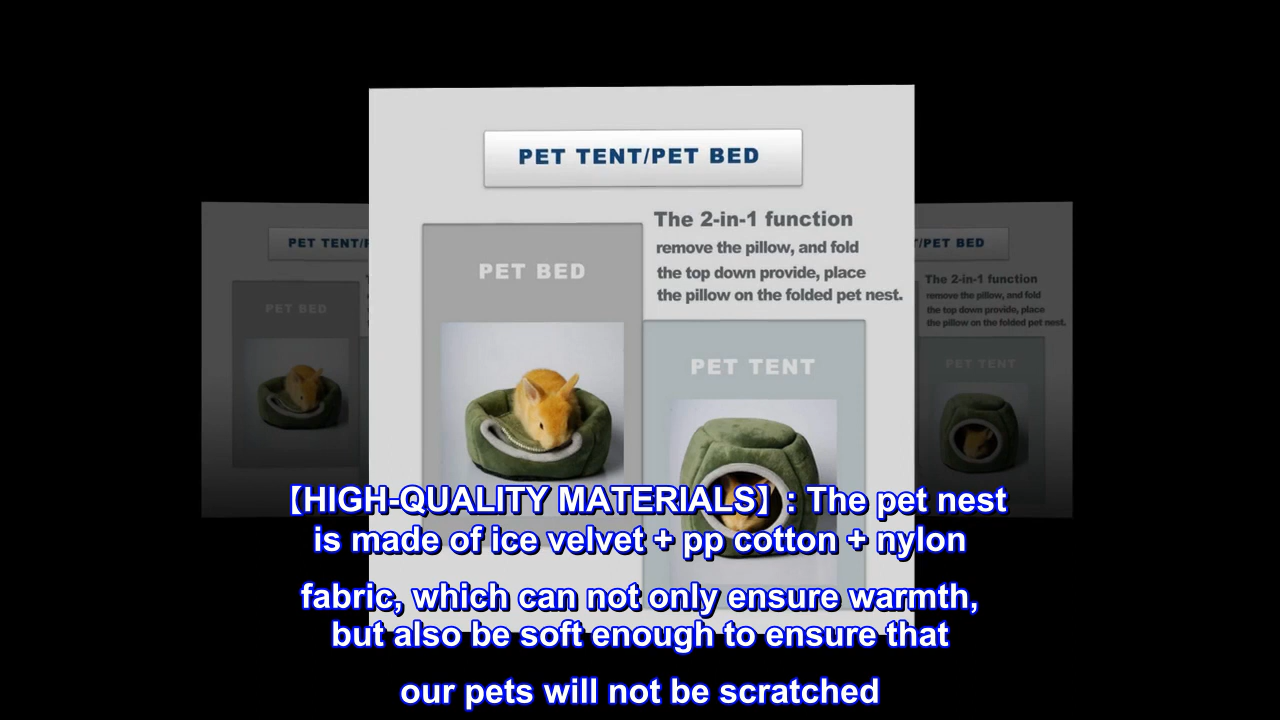 PET TENT/PET BED
The 2-in-1 function
remove the pillow, and fold
the top down provide, place
the pillow on the folded pet nest.
PET BED
PET TENT
PET TENT/P
PET BED
/PET BED
The 2-in-1 function
remove the pillow, and fold
the top down provide, place
the pillow on the folded pet nest.
PET TENT
【HIGH-QUALITY MATERIALS】: The pet nest
is made of ice velvet + pp cotton + nylon
fabric, which can not only ensure warmth,
but also be soft enough to ensure that
our pets will not be scratched